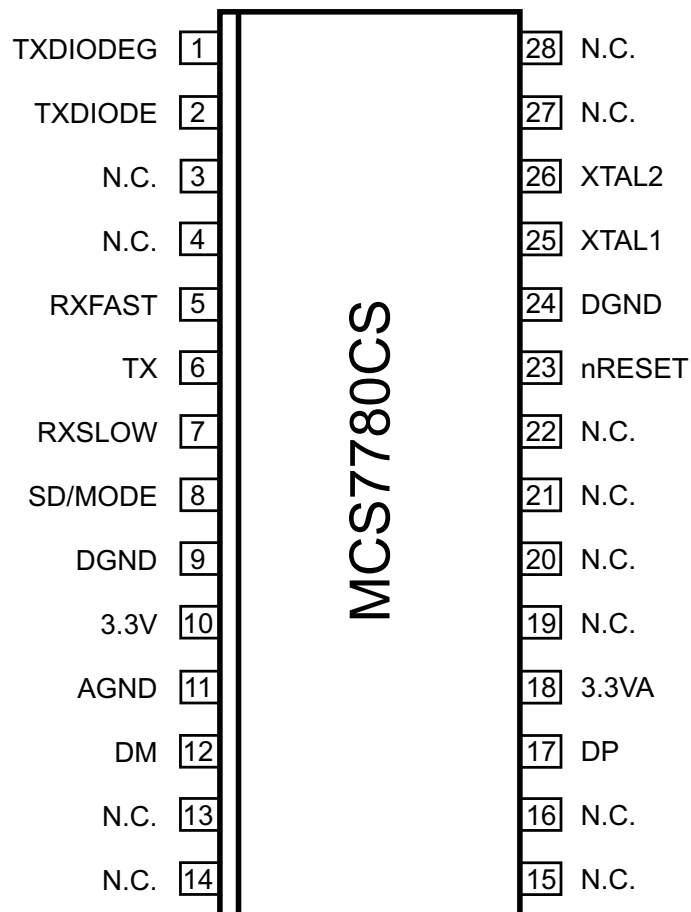 TXDIODEG 1
TXDIODE 2
N.C. 3
N.C. 4
RXFAST 5
TX 6
RXSLOW 7
SD/MODE 8
DGND 9
3.3V 10
AGND 11
DM 12
N.C. 13
N.C. 14
MCS7780CS
28 N.C.
27 N.C.
26 XTAL2
25 XTAL1
24 DGND
23 nRESET
22 N.C.
21 N.C.
20 N.C.
19 N.C.
18 3.3VA
17 DP
16 N.C.
15 N.C.